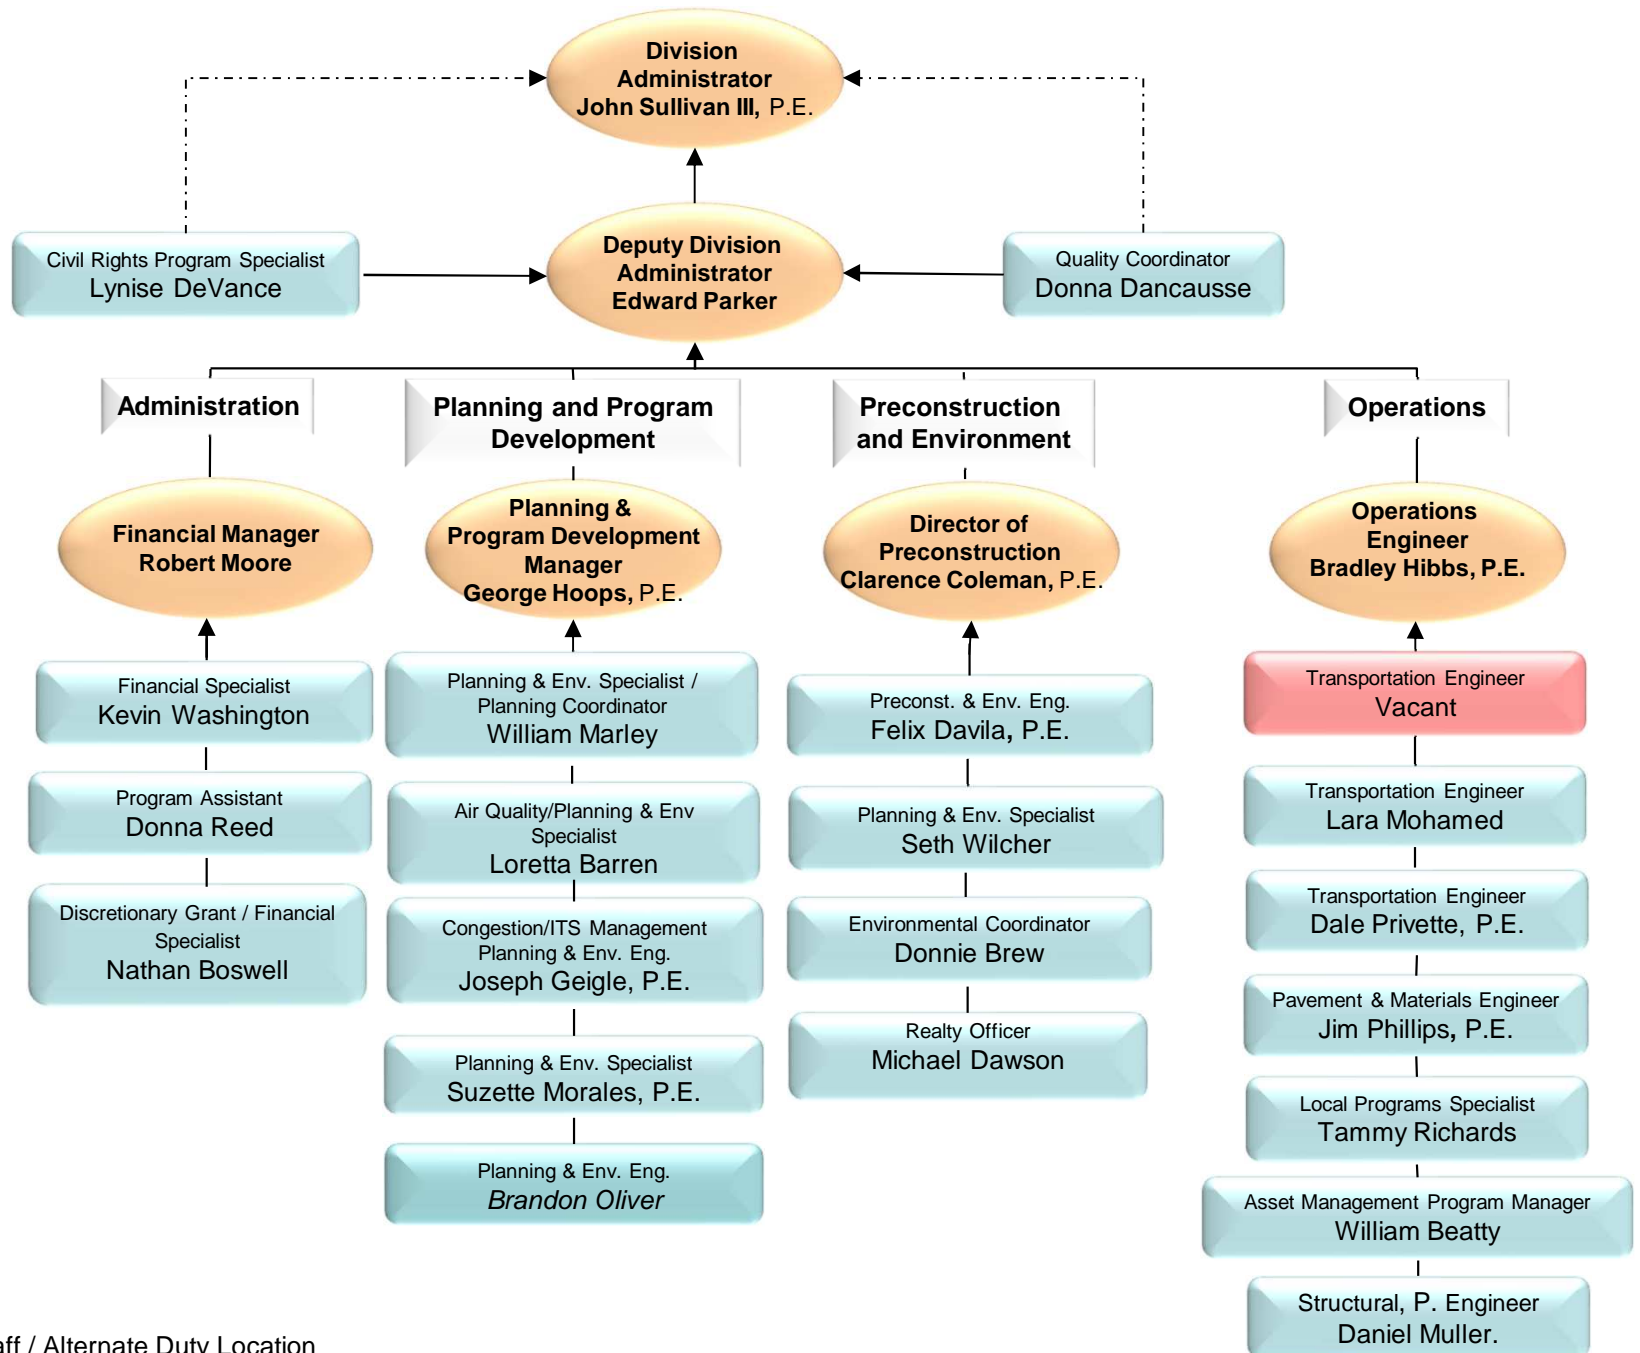 Division
Administrator
John Sullivan III, P.E.
Civil Rights Program Specialist
Lynise DeVance
Deputy Division
Administrator
Edward Parker
Quality Coordinator
Donna Dancausse
Administration
Planning and Program
Development
Preconstruction
and Environment
Operations
Financial Manager
Robert Moore
Planning &
Program Development
Manager
George Hoops, P.E.
Director of
Preconstruction
Clarence Coleman, P.E.
Operations
Engineer
Bradley Hibbs, P.E.
Financial Specialist
Kevin Washington
Program Assistant
Donna Reed
Discretionary Grant / Financial
Specialist
Nathan Boswell
Planning & Env. Specialist /
Planning Coordinator
William Marley
Air Quality/Planning & Env
Specialist
Loretta Barren
Congestion/ITS Management
Planning & Env. Eng.
Joseph Geigle, P.E.
Planning & Env. Specialist
Suzette Morales, P.E.
Planning & Env. Eng.
Brandon Oliver
Preconst. & Env. Eng.
Felix Davila, P.E.
Planning & Env. Specialist
Seth Wilcher
Environmental Coordinator
Donnie Brew
Realty Officer
Michael Dawson
Transportation Engineer
Vacant
Transportation Engineer
Lara Mohamed
Transportation Engineer
Dale Privette, P.E.
Pavement & Materials Engineer
Jim Phillips, P.E.
Local Programs Specialist
Tammy Richards
Asset Management Program Manager
William Beatty
Structural, P. Engineer
Daniel Muller.
/ Alternate Duty Location